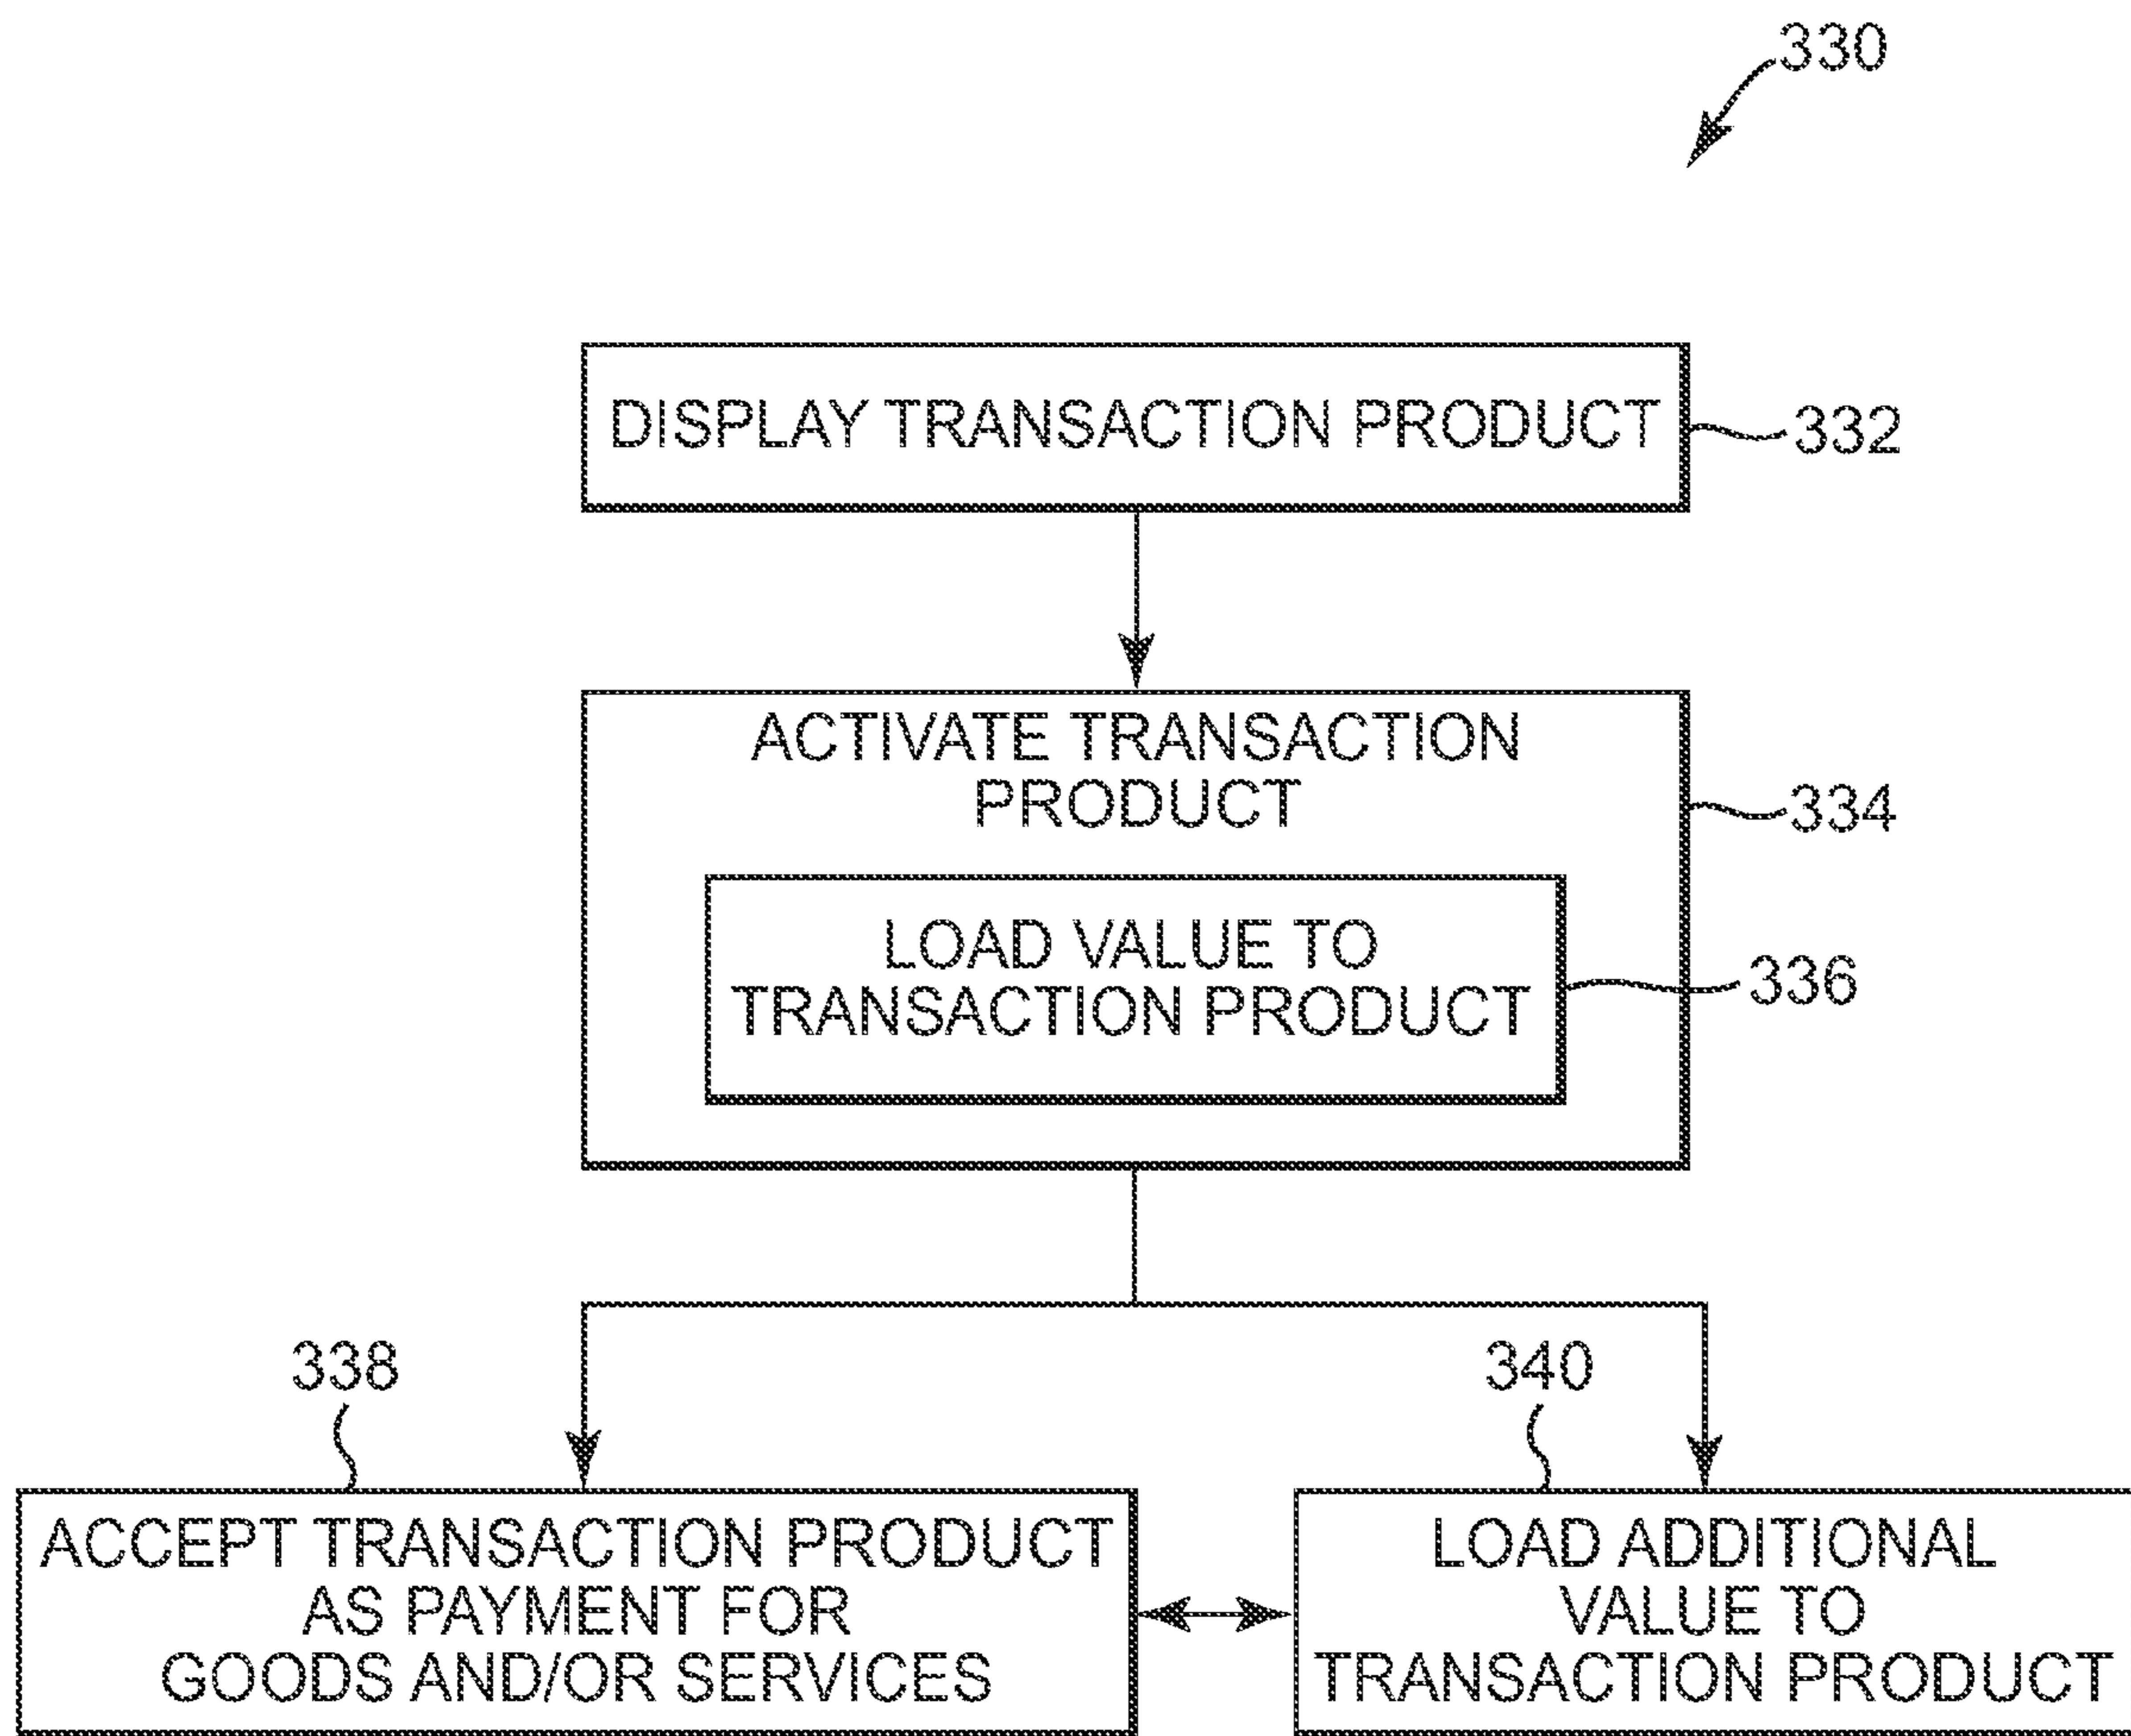 330
DISPLAY TRANSACTION PRODUCT
332
ACTIVATE TRANSACTION
PRODUCT
334
LOAD VALUE TO
TRANSACTION PRODUCT
336
338
340
ACCEPT TRANSACTION PRODUCT
AS PAYMENT FOR
GOODS AND/OR SERVICES
LOAD ADDITIONAL
VALUE TO
TRANSACTION PRODUCT